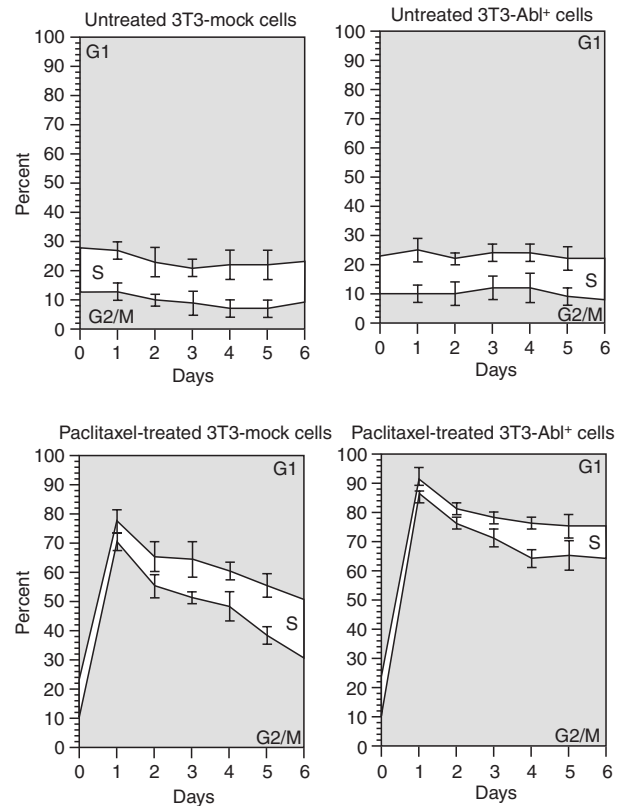 Untreated 3T3-mock cells
100
90
80
70
60
50
40
30
20
10
0
Percent
G1
S
G2/M
0 1 2 3 4 5 6
Days
Untreated 3T3-Abl+ cells
100
90
80
70
60
50
40
30
20
10
0
G1
S
G2/M
0 1 2 3 4 5 6
Days
Paclitaxel-treated 3T3-mock cells
100
90
80
70
60
50
40
30
20
10
0
Percent
G1
S
G2/M
0 1 2 3 4 5 6
Days
Paclitaxel-treated 3T3-Abl+ cells
100
90
80
70
60
50
40
30
20
10
0
G1
S
G2/M
0 1 2 3 4 5 6
Days